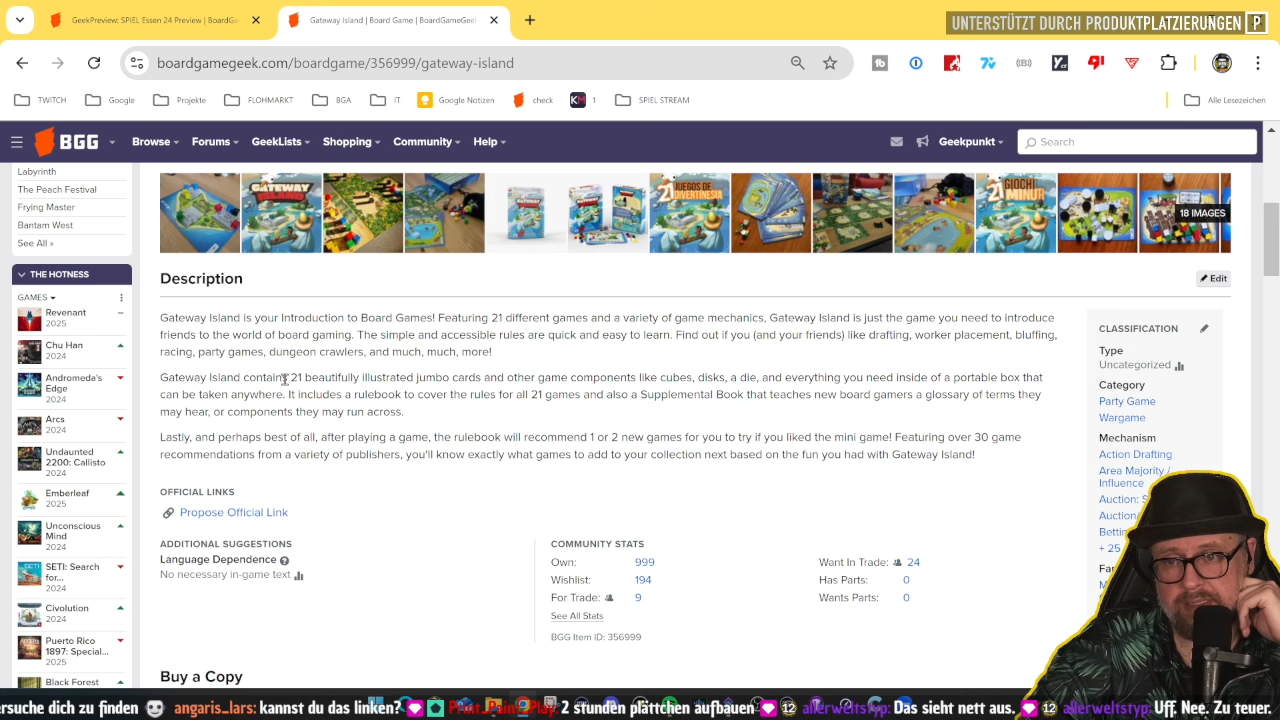 GeekPreview: SPIEL Essen 24 Preview | BoardGa
Gateway Island | Board Game | BoardGameGeek
UNTERSTÜTZT DURCH PRODUKTPLATZIERUNGEN P
boardgamegeek.com/boardgame/356999/gateway-island
TWITCH
Google
Projekte
FLOHMARKT
BGA
IT
Google Notizen
check
1
SPIEL STREAM
Alle Lesezeichen
BGG
Browse
Forums
GeekLists
Shopping
Community
Help
Geekpunkt
Search
Labyrinth
The Peach Festival
Frying Master
Bantam West
See All »
THE HOTNESS
GAMES
Revenant
2025
Chu Han
2024
Andromeda's
Edge
2024
Arcs
2024
Undaunted
2200: Callisto
2024
Emberleaf
2025
Unconscious
Mind
2024
SETI: Search
for...
2024
Civolution
2024
Puerto Rico
1897: Special...
2025
Black Forest
GATEWAY
ISLAND
21
JUEGOS DE
DIVERTINESIA
21
GIOCHI
18 IMAGES
Description
Edit
Gateway Island is your Introduction to Board Games! Featuring 21 different games and a variety of game mechanics, Gateway Island is just the game you need to introduce
friends to the world of board gaming. The simple and accessible rules are quick and easy to learn. Find out if you (and your friends) like drafting, worker placement, bluffing,
racing, party games, dungeon crawlers, and much, much, more!
Gateway Island contains 21 beautifully illustrated jumbo cards and other game components like cubes, disks, a die, and everything you need inside of a portable box that
can be taken anywhere. It includes a rulebook to cover the rules for all 21 games and also a Supplemental Book that teaches new board gamers a glossary of terms they
may hear, or components they may run across.
Lastly, and perhaps best of all, after playing a game, the rulebook will recommend 1 or 2 new games for you to try if you liked the mini game! Featuring over 30 game
recommendations from a variety of publishers, you'll know exactly what games to add to your collection next based on the fun you had with Gateway Island!
OFFICIAL LINKS
Propose Official Link
ADDITIONAL SUGGESTIONS
Language Dependence
No necessary in-game text
COMMUNITY STATS
Own: 999
Wishlist: 194
For Trade: 9
See All Stats
BGG Item ID: 356999
Want In Trade: 24
Has Parts: 0
Wants Parts: 0
CLASSIFICATION
Type
Uncategorized
Category
Party Game
Wargame
Mechanism
Action Drafting
Area Majority /
Influence
Auction:
Auction/
+ 25
Buy a Copy
ersuche dich zu finden angaris_lars: kannst du das linken? Print_Paint_Play: 2 stunden plättchen aufbauen 12 allerweltstyp: Das sieht nett aus. 12 allerweltstyp: Uff. Nee. Zu teuer.